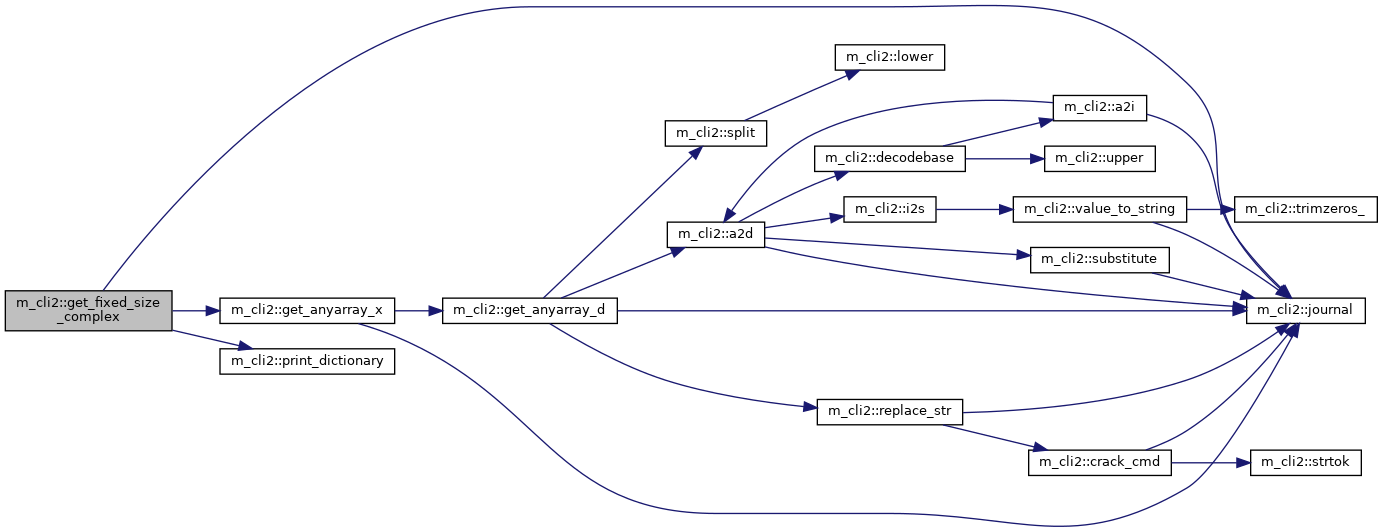 m_cli2::get_fixed_size
_complex
m_cli2::get_anyarray_x
m_cli2::print_dictionary
m_cli2::get_anyarray_d
m_cli2::split
m_cli2::a2d
m_cli2::lower
m_cli2::decodebase
m_cli2::i2s
m_cli2::replace_str
m_cli2::a2i
m_cli2::upper
m_cli2::value_to_string
m_cli2::substitute
m_cli2::crack_cmd
m_cli2::trimzeros_
m_cli2::journal
m_cli2::strtok